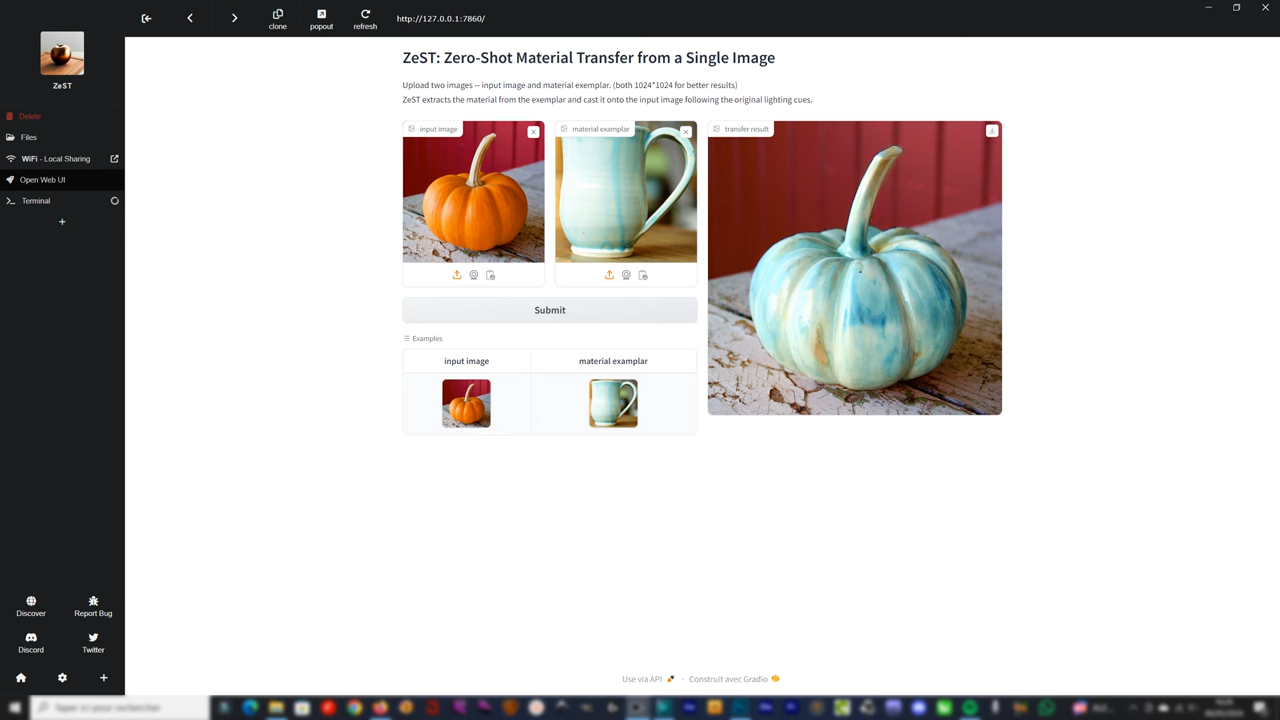 clone
popout
refresh
http://127.0.0.1:7860/
ZeST
Delete
Files
WiFi - Local Sharing
Open Web UI
Terminal
Discover
Report Bug
Discord
Twitter
ZeST: Zero-Shot Material Transfer from a Single Image
Upload two images -- input image and material exemplar. (both 1024*1024 for better results)
ZeST extracts the material from the exemplar and cast it onto the input image following the original lighting cues.
input image
material examplar
transfer result
Submit
Examples
input image
material examplar
Use via API
·
Construit avec Gradio
Taper ici pour rechercher